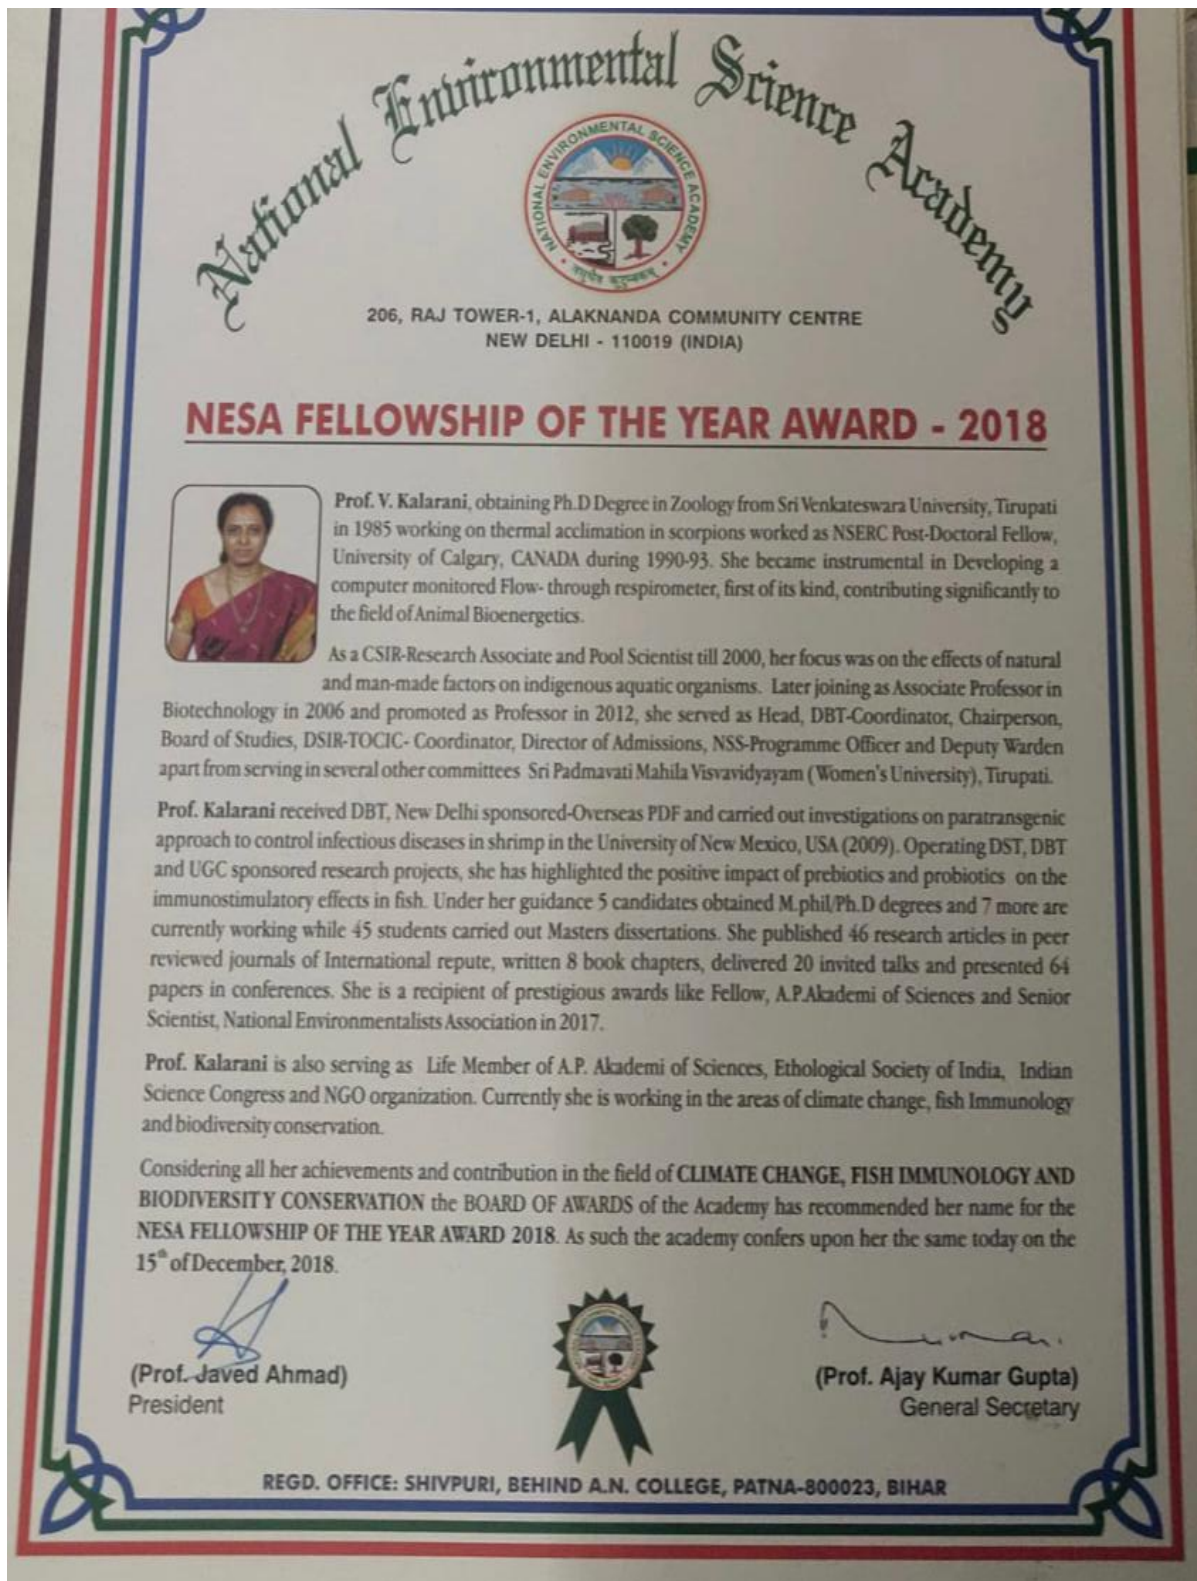 National Environmental Science Academy
NATIONAL ENVIRONMENTAL SCIENCE ACADEMY
206, RAJ TOWER-1, ALAKNANDA COMMUNITY CENTRE
NEW DELHI - 110019 (INDIA)
NESA FELLOWSHIP OF THE YEAR AWARD - 2018
Prof. V. Kalarani, obtaining Ph.D Degree in Zoology from Sri Venkateswara University, Tirupati
in 1985 working on thermal acclimation in scorpions worked as NSERC Post-Doctoral Fellow,
University of Calgary, CANADA during 1990-93. She became instrumental in Developing a
computer monitored Flow- through respirometer, first of its kind, contributing significantly to
the field of Animal Bioenergetics.
As a CSIR-Research Associate and Pool Scientist till 2000, her focus was on the effects of natural
and man-made factors on indigenous aquatic organisms. Later joining as Associate Professor in
Biotechnology in 2006 and promoted as Professor in 2012, she served as Head, DBT-Coordinator, Chairperson,
Board of Studies, DSIR-TOCIC- Coordinator, Director of Admissions, NSS-Programme Officer and Deputy Warden
apart from serving in several other committees Sri Padmavati Mahila Visvavidyayam (Women's University), Tirupati.
Prof. Kalarani received DBT, New Delhi sponsored-Overseas PDF and carried out investigations on paratransgenic
approach to control infectious diseases in shrimp in the University of New Mexico, USA (2009). Operating DST, DBT
and UGC sponsored research projects, she has highlighted the positive impact of prebiotics and probiotics on the
immunostimulatory effects in fish. Under her guidance 5 candidates obtained M.phil/Ph.D degrees and 7 more are
currently working while 45 students carried out Masters dissertations. She published 46 research articles in peer
reviewed journals of International repute, written 8 book chapters, delivered 20 invited talks and presented 64
papers in conferences. She is a recipient of prestigious awards like Fellow, A.P.Akademi of Sciences and Senior
Scientist, National Environmentalists Association in 2017.
Prof. Kalarani is also serving as Life Member of A.P. Akademi of Sciences, Ethological Society of India, Indian
Science Congress and NGO organization. Currently she is working in the areas of climate change, fish Immunology
and biodiversity conservation.
Considering all her achievements and contribution in the field of CLIMATE CHANGE, FISH IMMUNOLOGY AND
BIODIVERSITY CONSERVATION the BOARD OF AWARDS of the Academy has recommended her name for the
NESA FELLOWSHIP OF THE YEAR AWARD 2018. As such the academy confers upon her the same today on the
15th of December, 2018.
(Prof. Javed Ahmad)
President
(Prof. Ajay Kumar Gupta)
General Secretary
REGD. OFFICE: SHIVPURI, BEHIND A.N. COLLEGE, PATNA-800023, BIHAR